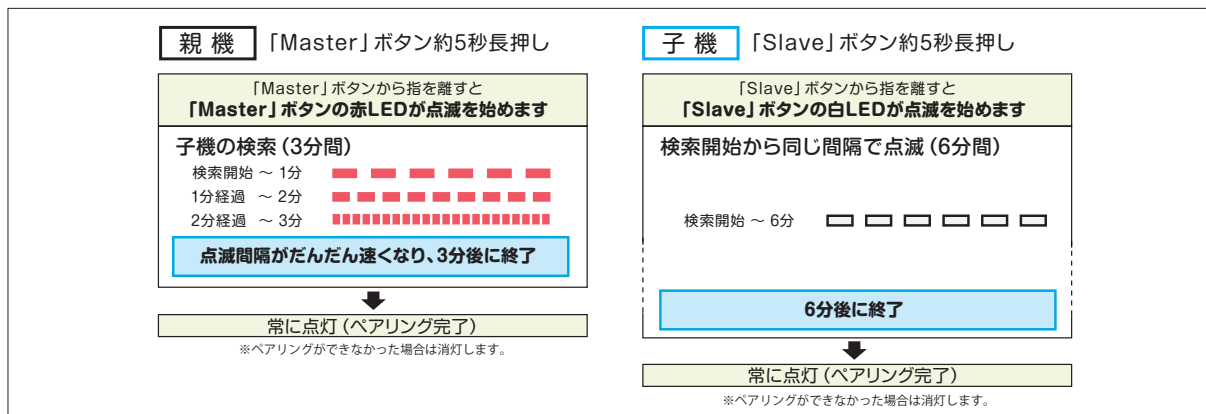 親機 「Master」ボタン約5秒長押し
「Master」ボタンから指を離すと
「Master」ボタンの赤LEDが点滅を始めます
子機の検索(3分間)
検索開始 ～ 1分
1分経過 ～ 2分
2分経過 ～ 3分
点滅間隔がだんだん速くなり、3分後に終了
常に点灯(ペアリング完了)
※ペアリングができなかった場合は消灯します。
子機 「Slave」ボタン約5秒長押し
「Slave」ボタンから指を離すと
「Slave」ボタンの白LEDが点滅を始めます
検索開始から同じ間隔で点滅(6分間)
検索開始 ～ 6分
6分後に終了
常に点灯(ペアリング完了)
※ペアリングができなかった場合は消灯します。